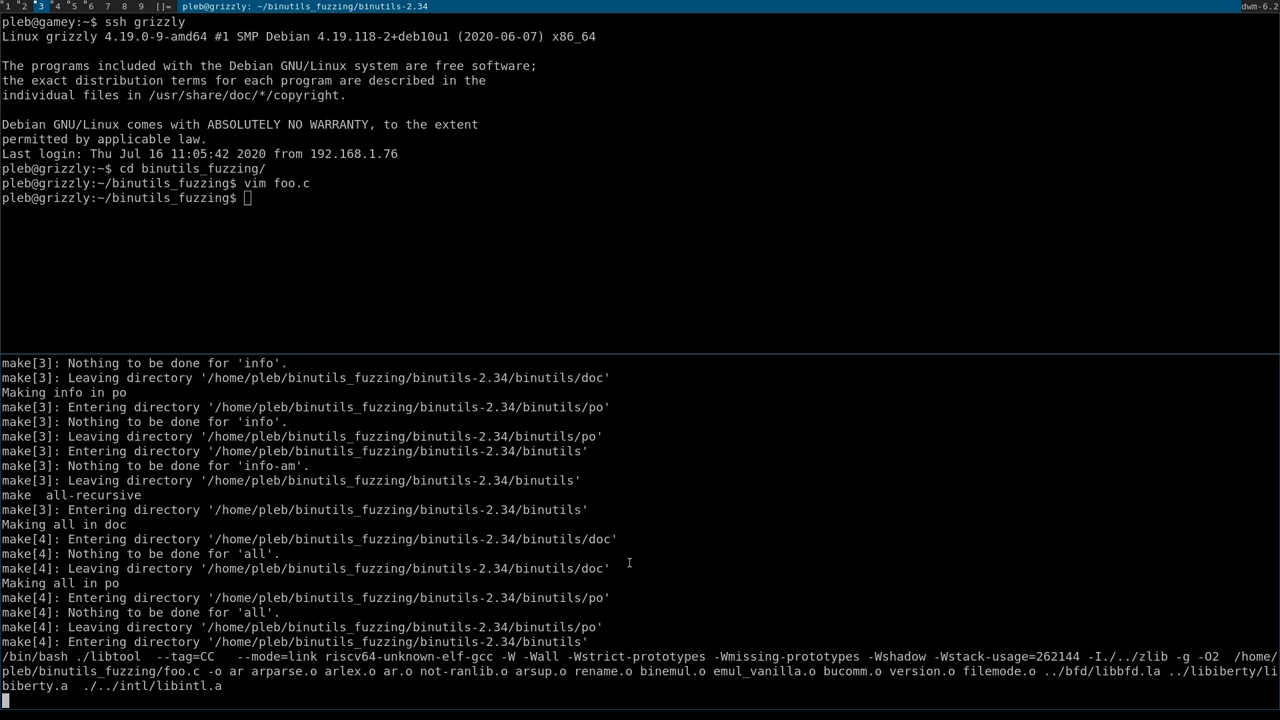 1 2 3 4 5 6 7 8 9 []= pleb@grizzly: ~/binutils_fuzzing/binutils-2.34 dwm-6.2
pleb@gamey:~$ ssh grizzly
Linux grizzly 4.19.0-9-amd64 #1 SMP Debian 4.19.118-2+deb10u1 (2020-06-07) x86_64
The programs included with the Debian GNU/Linux system are free software;
the exact distribution terms for each program are described in the
individual files in /usr/share/doc/*/copyright.
Debian GNU/Linux comes with ABSOLUTELY NO WARRANTY, to the extent
permitted by applicable law.
Last login: Thu Jul 16 11:05:42 2020 from 192.168.1.76
pleb@grizzly:~$ cd binutils_fuzzing/
pleb@grizzly:~/binutils_fuzzing$ vim foo.c
pleb@grizzly:~/binutils_fuzzing$
make[3]: Nothing to be done for 'info'.
make[3]: Leaving directory '/home/pleb/binutils_fuzzing/binutils-2.34/binutils/doc'
Making info in po
make[3]: Entering directory '/home/pleb/binutils_fuzzing/binutils-2.34/binutils/po'
make[3]: Nothing to be done for 'info'.
make[3]: Leaving directory '/home/pleb/binutils_fuzzing/binutils-2.34/binutils/po'
make[3]: Entering directory '/home/pleb/binutils_fuzzing/binutils-2.34/binutils'
make[3]: Nothing to be done for 'info-am'.
make[3]: Leaving directory '/home/pleb/binutils_fuzzing/binutils-2.34/binutils'
make  all-recursive
make[3]: Entering directory '/home/pleb/binutils_fuzzing/binutils-2.34/binutils'
Making all in doc
make[4]: Entering directory '/home/pleb/binutils_fuzzing/binutils-2.34/binutils/doc'
make[4]: Nothing to be done for 'all'.
make[4]: Leaving directory '/home/pleb/binutils_fuzzing/binutils-2.34/binutils/doc'
Making all in po
make[4]: Entering directory '/home/pleb/binutils_fuzzing/binutils-2.34/binutils/po'
make[4]: Nothing to be done for 'all'.
make[4]: Leaving directory '/home/pleb/binutils_fuzzing/binutils-2.34/binutils/po'
make[4]: Entering directory '/home/pleb/binutils_fuzzing/binutils-2.34/binutils'
/bin/bash ./libtool  --tag=CC   --mode=link riscv64-unknown-elf-gcc -W -Wall -Wstrict-prototypes -Wmissing-prototypes -Wshadow -Wstack-usage=262144 -I./../zlib -g -O2  /home/
pleb/binutils_fuzzing/foo.c -o ar arparse.o arlex.o ar.o not-ranlib.o arsup.o rename.o binemul.o emul_vanilla.o bucomm.o version.o filemode.o ../bfd/libbfd.la ../libiberty/li
biberty.a  ./../intl/libintl.a